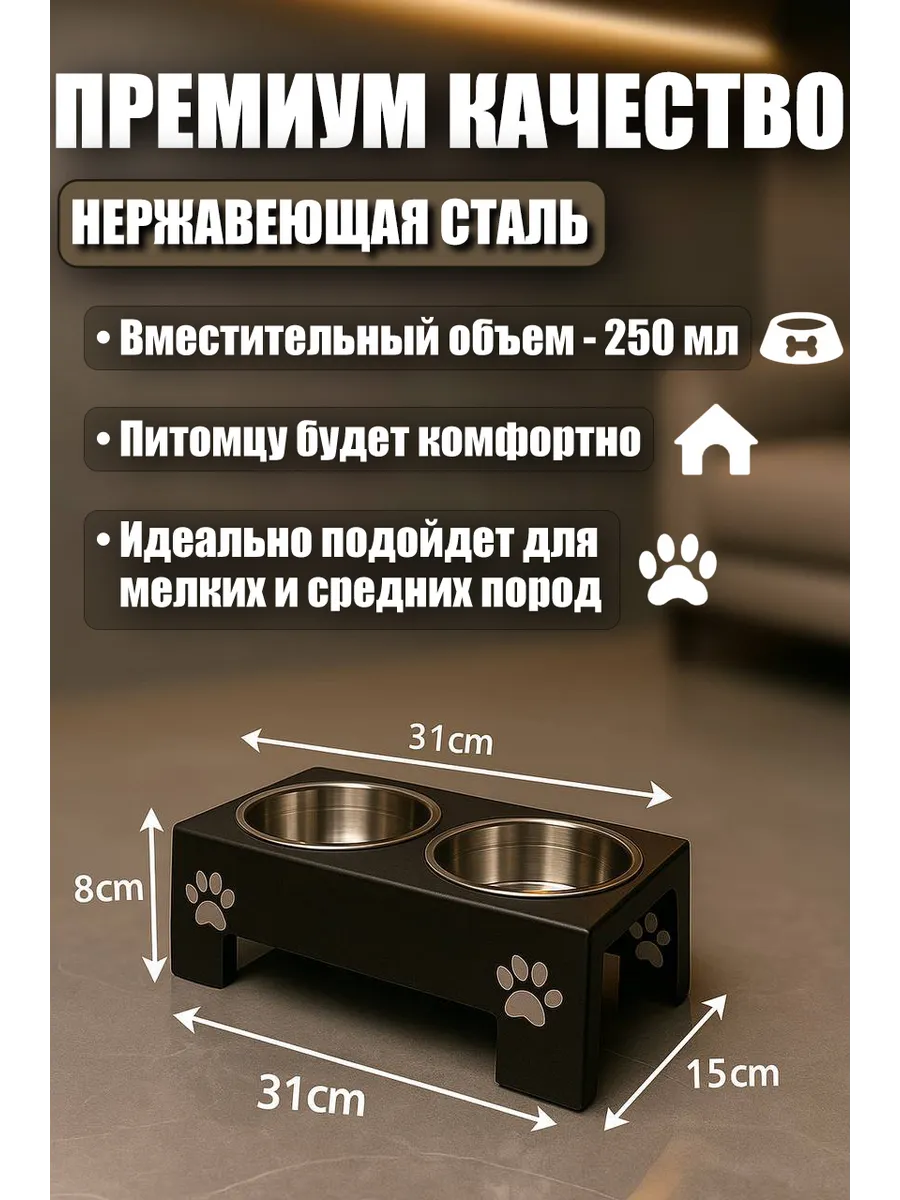 ПРЕМИУМ КАЧЕСТВО
НЕРЖАВЕЮЩАЯ СТАЛЬ
• Вместительный объем - 250 мл
• Питомцу будет комфортно
• Идеально подойдет для
мелких и средних пород
31cm
8cm
15cm
31cm